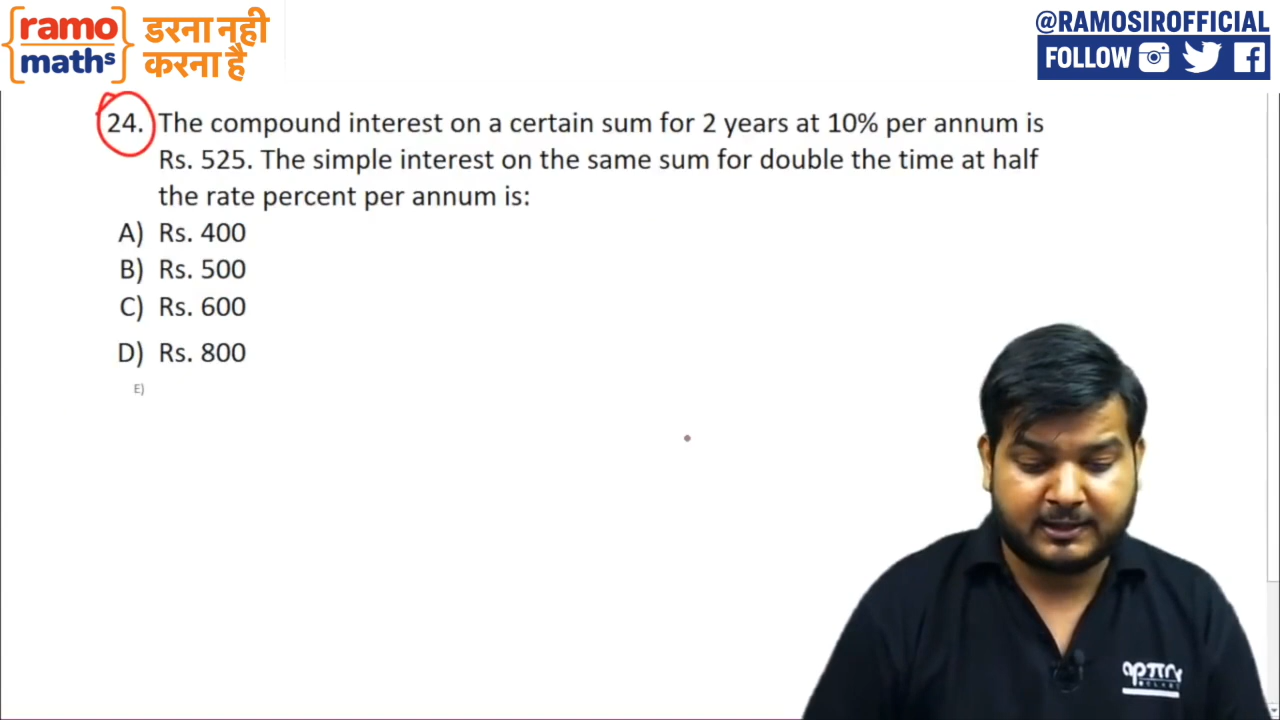 ramo
maths
डरना नही
करना है
@RAMOSIROFFICIAL
FOLLOW
24. The compound interest on a certain sum for 2 years at 10% per annum is
Rs. 525. The simple interest on the same sum for double the time at half
the rate percent per annum is:
A) Rs. 400
B) Rs. 500
C) Rs. 600
D) Rs. 800
E)